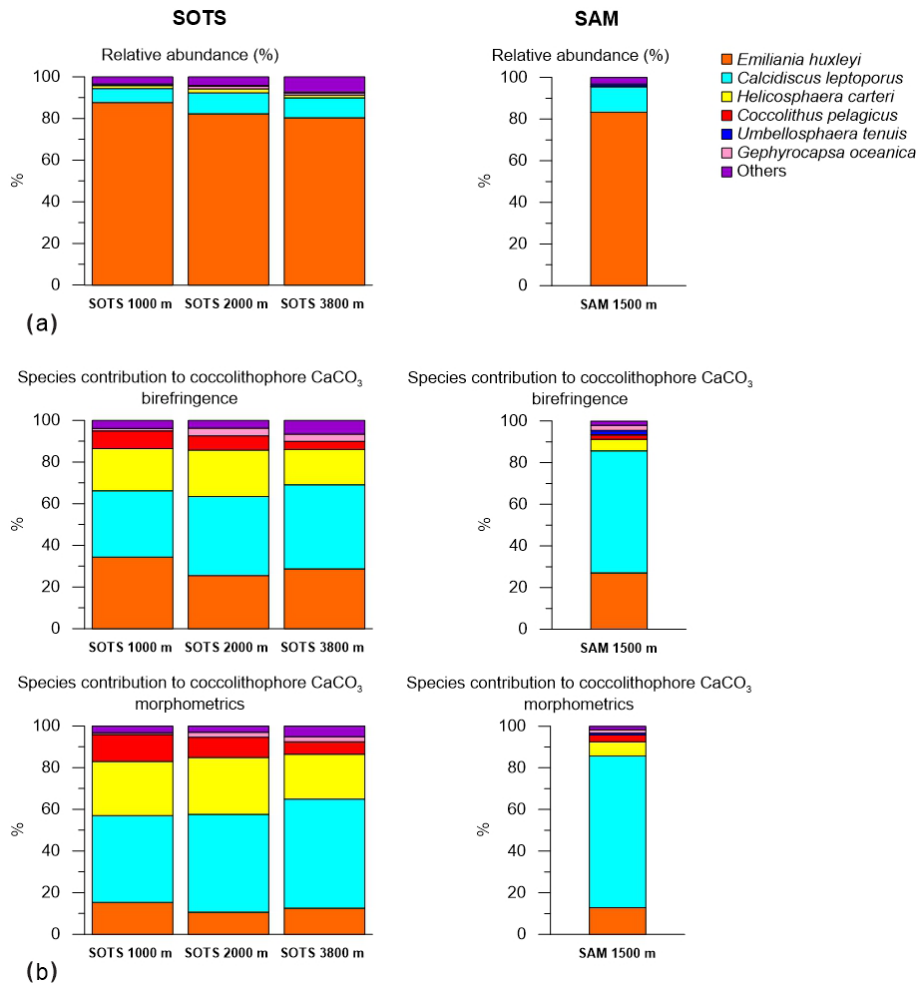 SOTS
SAM
Relative abundance (%)
Relative abundance (%)
Emiliania huxleyi
Calcidiscus leptoporus
Helicosphaera carteri
Coccolithus pelagicus
Umbellosphaera tenuis
Gephyrocapsa oceanica
Others
100
80
60
40
20
0
%
SOTS 1000 m SOTS 2000 m SOTS 3800 m
100
80
60
40
20
0
%
SAM 1500 m
(a)
Species contribution to coccolithophore CaCO3
birefringence
100
80
60
40
20
0
%
SOTS 1000 m SOTS 2000 m SOTS 3800 m
Species contribution to coccolithophore CaCO3
birefringence
100
80
60
40
20
0
%
SAM 1500 m
Species contribution to coccolithophore CaCO3
morphometrics
100
80
60
40
20
0
%
SOTS 1000 m SOTS 2000 m SOTS 3800 m
Species contribution to coccolithophore CaCO3
morphometrics
100
80
60
40
20
0
%
SAM 1500 m
(b)